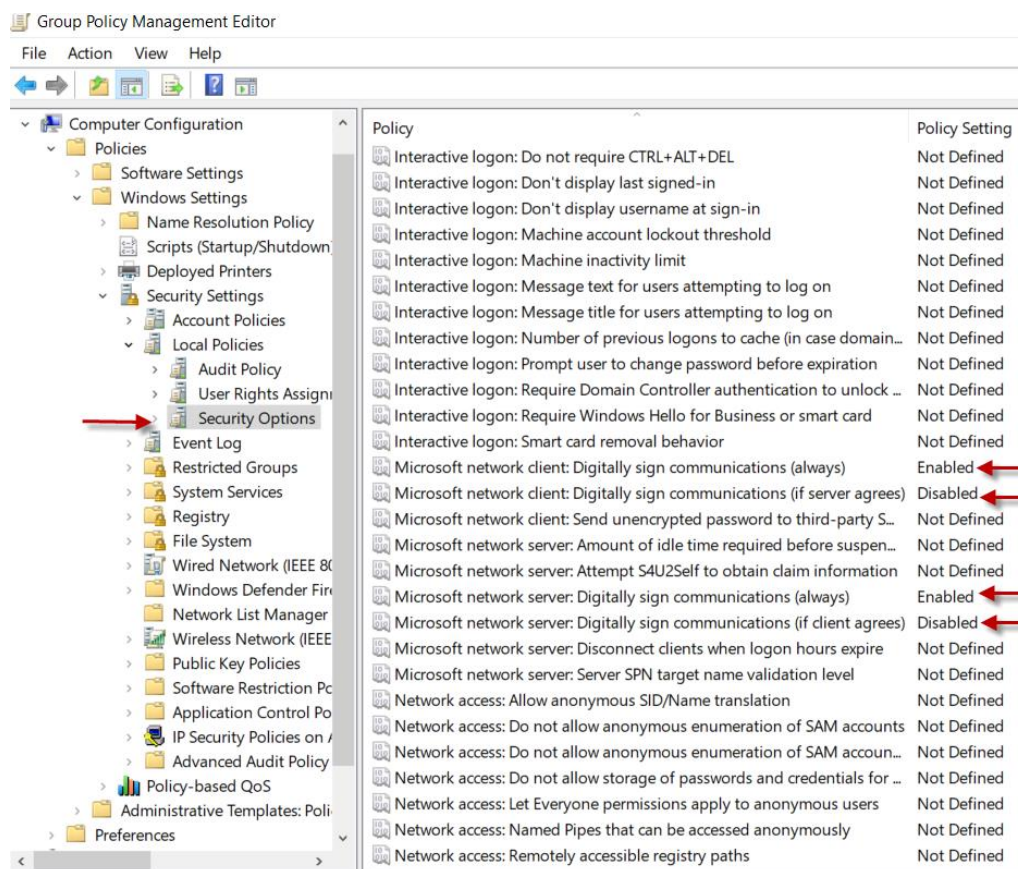 Group Policy Management Editor
File Action View Help
Computer Configuration
Policies
Software Settings
Windows Settings
Name Resolution Policy
Scripts (Startup/Shutdown)
Deployed Printers
Security Settings
Account Policies
Local Policies
Audit Policy
User Rights Assignn
Security Options
Event Log
Restricted Groups
System Services
Registry
File System
Wired Network (IEEE 80
Windows Defender Fire
Network List Manager
Wireless Network (IEEE
Public Key Policies
Software Restriction Po
Application Control Po
IP Security Policies on A
Advanced Audit Policy
Policy-based QoS
Administrative Templates: Poli
Preferences
Policy Policy Setting
Interactive logon: Do not require CTRL+ALT+DEL Not Defined
Interactive logon: Don't display last signed-in Not Defined
Interactive logon: Don't display username at sign-in Not Defined
Interactive logon: Machine account lockout threshold Not Defined
Interactive logon: Machine inactivity limit Not Defined
Interactive logon: Message text for users attempting to log on Not Defined
Interactive logon: Message title for users attempting to log on Not Defined
Interactive logon: Number of previous logons to cache (in case domain... Not Defined
Interactive logon: Prompt user to change password before expiration Not Defined
Interactive logon: Require Domain Controller authentication to unlock ... Not Defined
Interactive logon: Require Windows Hello for Business or smart card Not Defined
Interactive logon: Smart card removal behavior Not Defined
Microsoft network client: Digitally sign communications (always) Enabled
Microsoft network client: Digitally sign communications (if server agrees) Disabled
Microsoft network client: Send unencrypted password to third-party S... Not Defined
Microsoft network server: Amount of idle time required before suspen... Not Defined
Microsoft network server: Attempt S4U2Self to obtain claim information Not Defined
Microsoft network server: Digitally sign communications (always) Enabled
Microsoft network server: Digitally sign communications (if client agrees) Disabled
Microsoft network server: Disconnect clients when logon hours expire Not Defined
Microsoft network server: Server SPN target name validation level Not Defined
Network access: Allow anonymous SID/Name translation Not Defined
Network access: Do not allow anonymous enumeration of SAM accounts Not Defined
Network access: Do not allow anonymous enumeration of SAM accoun... Not Defined
Network access: Do not allow storage of passwords and credentials for ... Not Defined
Network access: Let Everyone permissions apply to anonymous users Not Defined
Network access: Named Pipes that can be accessed anonymously Not Defined
Network access: Remotely accessible registry paths Not Defined